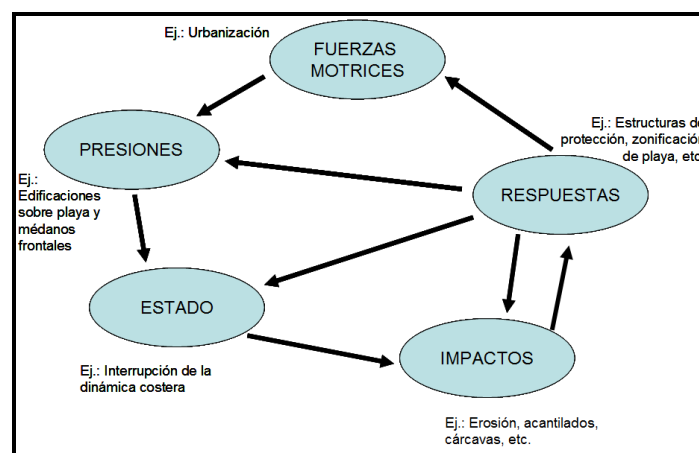 Ej.: Urbanización
FUERZAS
MOTRICES
Ej.: Estructuras de
protección, zonificación
de playa, etc
PRESIONES
RESPUESTAS
Ej.:
Edificaciones
sobre playa y
médanos
frontales
ESTADO
IMPACTOS
Ej.: Interrupción de la
dinámica costera
Ej.: Erosión, acantilados,
cárcavas, etc.